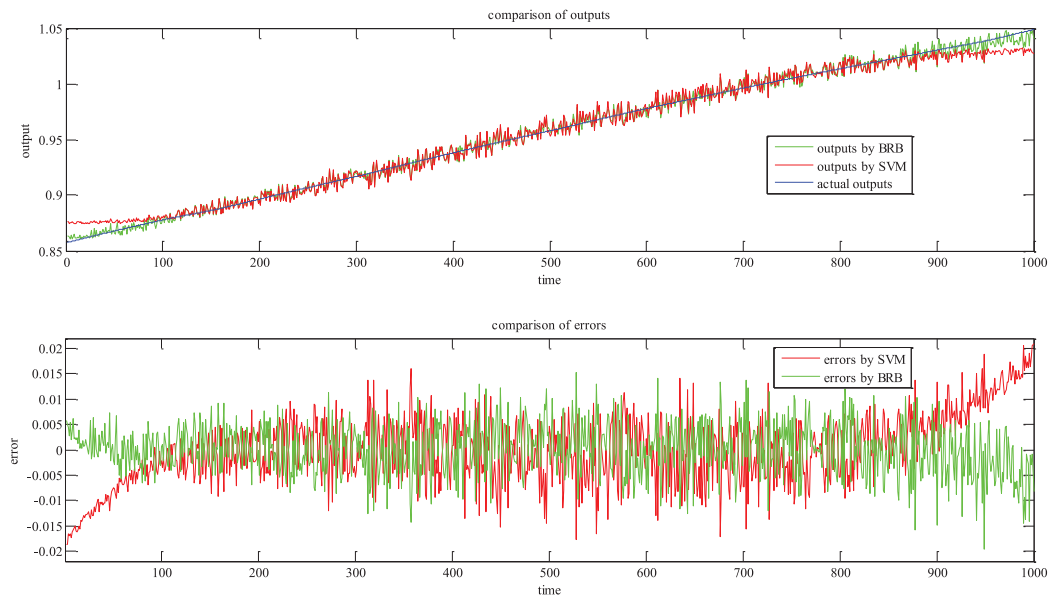 comparison of outputs
1.05
1
0.95
0.9
0.85
output
outputs by BRB
outputs by SVM
actual outputs
0 100 200 300 400 500 600 700 800 900 1000
time
comparison of errors
0.02
0.015
0.01
0.005
0
-0.005
-0.01
-0.015
-0.02
error
errors by SVM
errors by BRB
100 200 300 400 500 600 700 800 900 1000
time